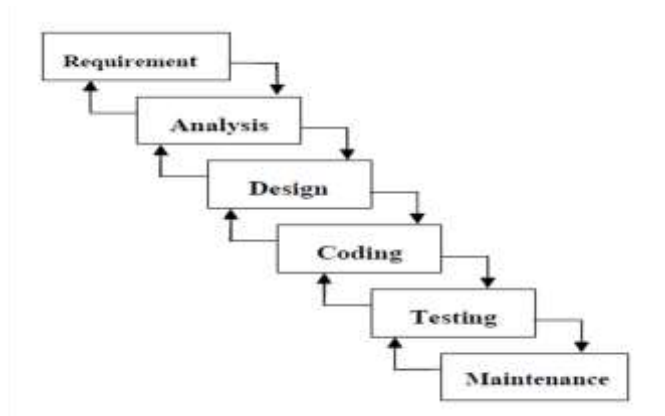 Requirement
Analysis
Design
Coding
Testing
Maintenance